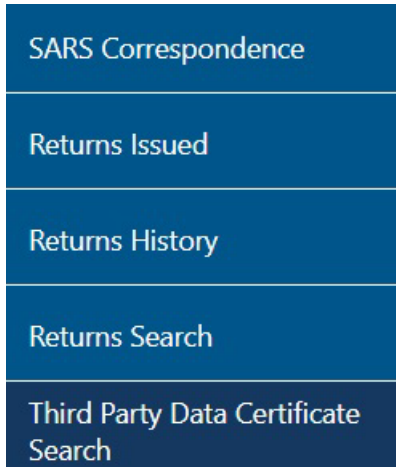 SARS Correspondence
Returns Issued
Returns History
Returns Search
Third Party Data Certificate
Search